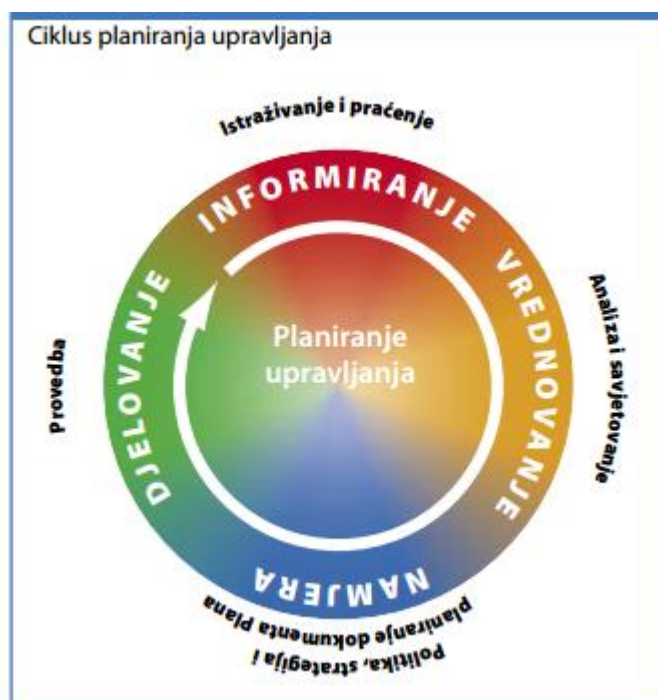 Ciklus planiranja upravljanja
Istraživanje i praćenje
INFORMIRANJE
VREDNOVANJE
Analiza i savjetovanje
NAMJERA
Politika, strategija i
planiranje dokumenta Plana
DJELOVANJE
Provedba
Planiranje
upravljanja